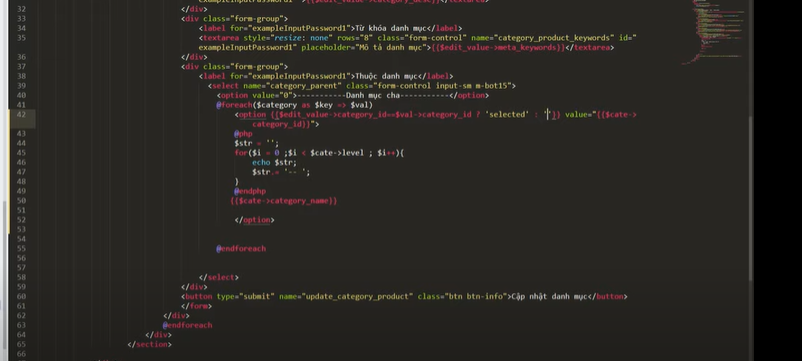 32 </div>
33 <div class="form-group">
34 <label for="exampleInputPassword1">Từ khóa danh mục</label>
35 <textarea style="resize: none" rows="8" class="form-control" name="category_product_keywords" id="
exampleInputPassword1" placeholder="Mô tả danh mục">{{$edit_value->meta_keywords}}</textarea>
36 </div>
37 <div class="form-group">
38 <label for="exampleInputPassword1">Thuộc danh mục</label>
39 <select name="category_parent" class="form-control input-sm m-bot15">
40 <option value="0">-----------Danh mục cha-----------</option>
41 @foreach($category as $key => $val)
42 <option {{$edit_value->category_id==$val->category_id ? 'selected' : ''}} value="{{$cate->
category_id}}">
43 @php
44 $str = '';
45 for($i = 0 ;$i < $cate->level ; $i++){
46 echo $str;
47 $str.= '-- ';
48 }
49 @endphp
50 {{$cate->category_name}}
51
52 </option>
53
54
55 @endforeach
56
57
58 </select>
59 </div>
60 <button type="submit" name="update_category_product" class="btn btn-info">Cập nhật danh mục</button>
61 </form>
62 </div>
63 @endforeach
64 </div>
65 </section>
66